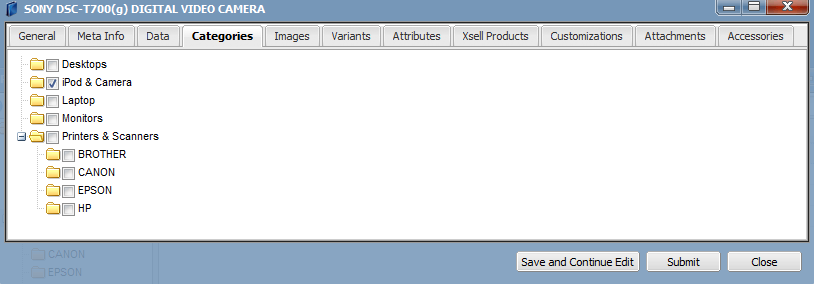 SONY DSC-T700(g) DIGITAL VIDEO CAMERA
General Meta Info Data Categories Images Variants Attributes Xsell Products Customizations Attachments Accessories
Desktops
iPod & Camera
Laptop
Monitors
Printers & Scanners
BROTHER
CANON
EPSON
HP
CANON
EPSON
Save and Continue Edit Submit Close